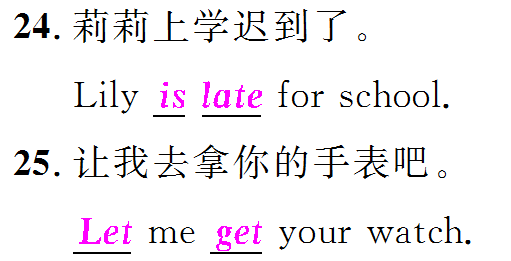 24. 莉莉上学迟到了。
Lily is late for school.
25. 让我去拿你的手表吧。
Let me get your watch.